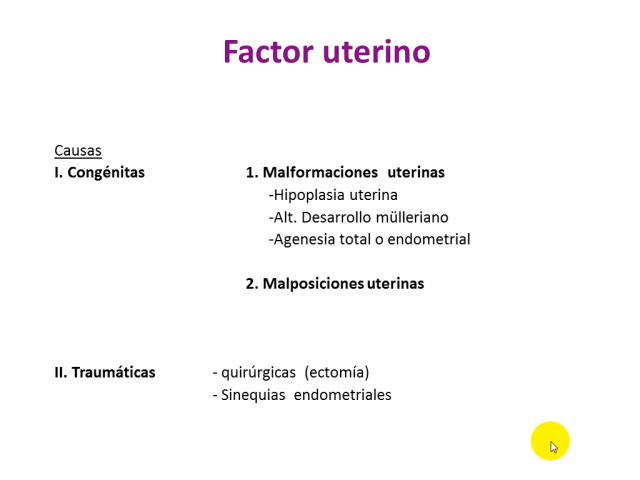 Factor uterino
Causas
I. Congénitas 1. Malformaciones uterinas
-Hipoplasia uterina
-Alt. Desarrollo mülleriano
-Agenesia total o endometrial
2. Malposiciones uterinas
II. Traumáticas - quirúrgicas (ectomía)
- Sinequias endometriales